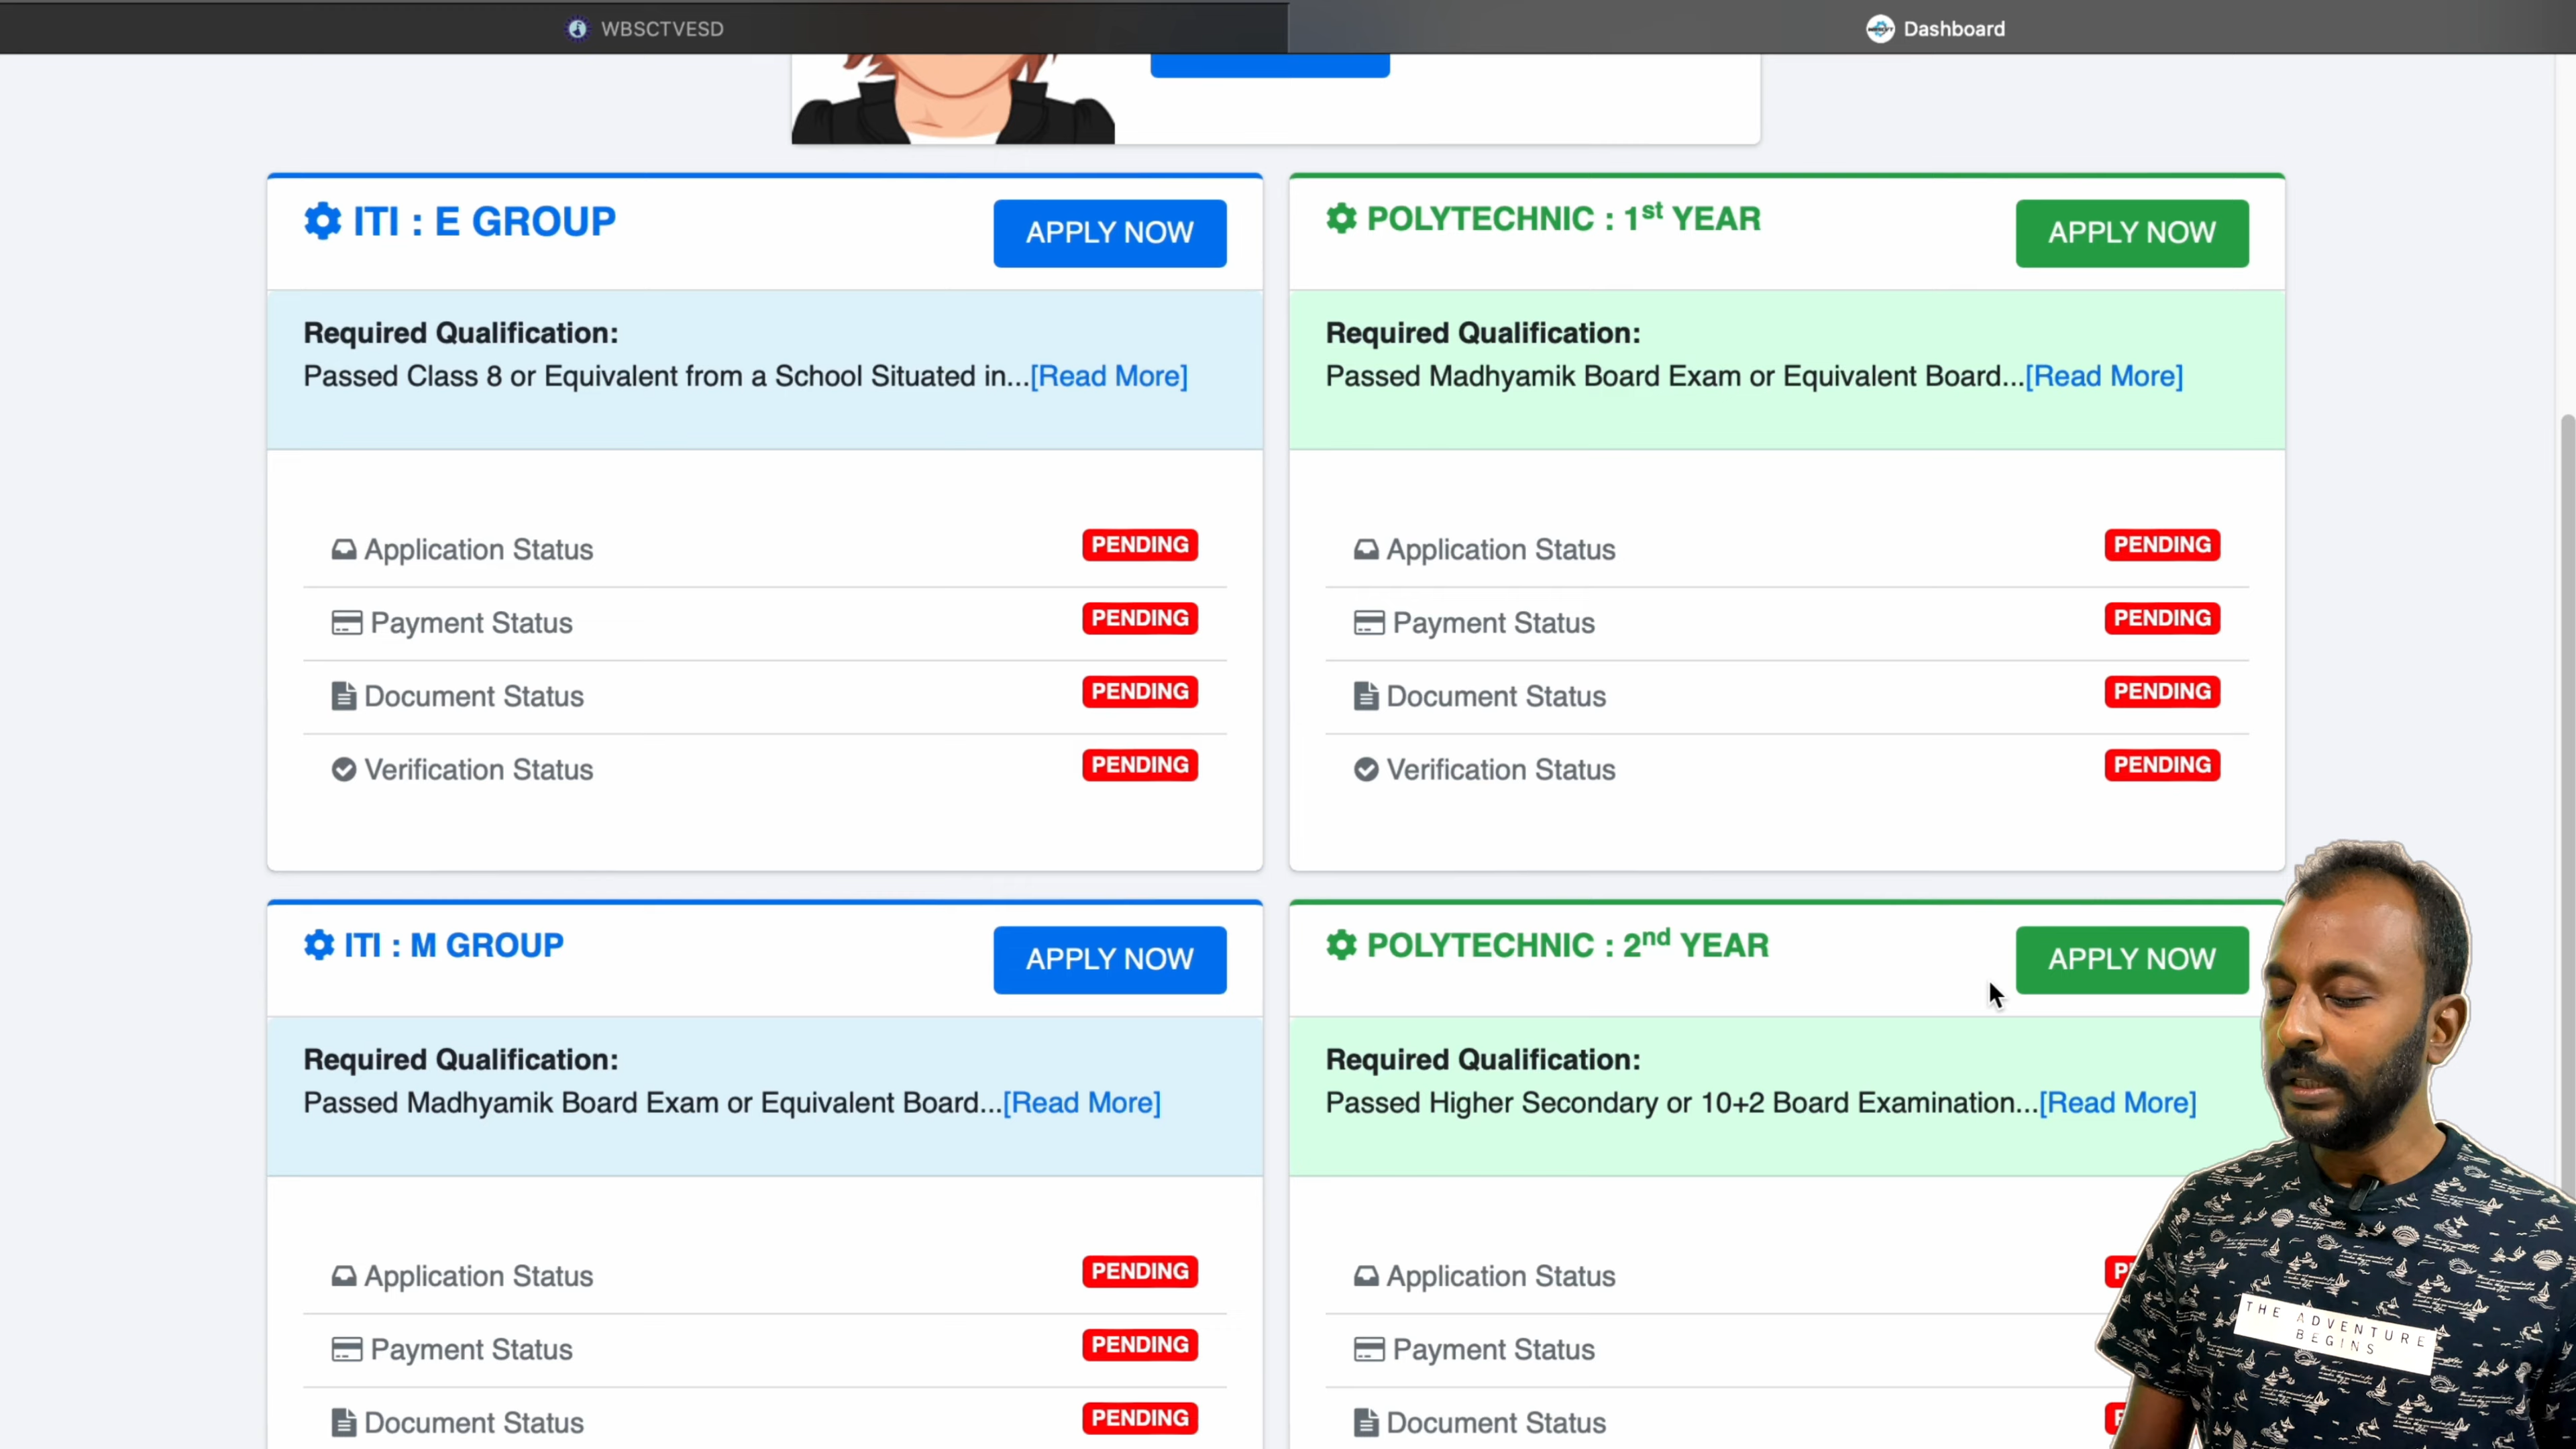 WBSCTVESD
Dashboard
ITI : E GROUP
APPLY NOW
Required Qualification:
Passed Class 8 or Equivalent from a School Situated in...[Read More]
Application Status PENDING
Payment Status PENDING
Document Status PENDING
Verification Status PENDING
POLYTECHNIC : 1st YEAR
APPLY NOW
Required Qualification:
Passed Madhyamik Board Exam or Equivalent Board...[Read More]
Application Status PENDING
Payment Status PENDING
Document Status PENDING
Verification Status PENDING
ITI : M GROUP
APPLY NOW
Required Qualification:
Passed Madhyamik Board Exam or Equivalent Board...[Read More]
Application Status PENDING
Payment Status PENDING
Document Status PENDING
POLYTECHNIC : 2nd YEAR
APPLY NOW
Required Qualification:
Passed Higher Secondary or 10+2 Board Examination...[Read More]
Application Status
Payment Status
Document Status
THE ADVENTURE
BEGINS